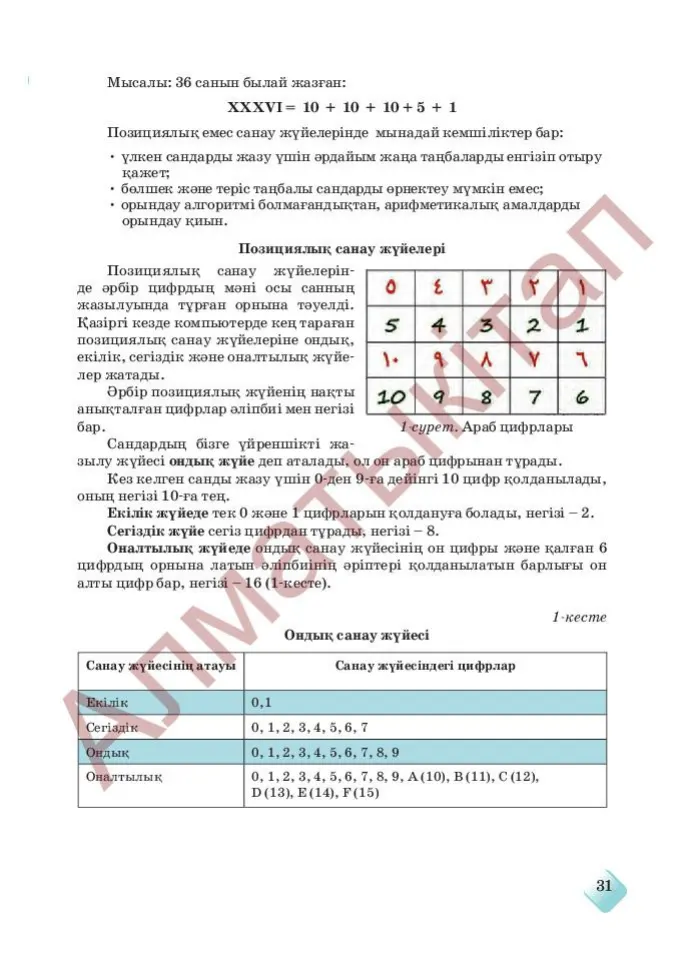 Мысалы: 36 санын былай жазған:
XXXVI = 10 + 10 + 10 + 5 + 1
Позициялық емес санау жүйелерінде мынадай кемшіліктер бар:
• үлкен сандарды жазу үшін әрдайым жаңа таңбаларды енгізіп отыру
қажет;
• бөлшек және теріс таңбалы сандарды өрнектеу мүмкін емес;
• орындау алгоритмі болмағандықтан, арифметикалық амалдарды
орындау қиын.
Позициялық санау жүйелері
Позициялық санау жүйелерін-
де әрбір цифрдың мәні осы санның
жазылуында тұрған орнына тәуелді.
Қазіргі кезде компьютерде кең тараған
позициялық санау жүйелеріне ондық,
екілік, сегіздік және оналтылық жүйе-
лер жатады.
Әрбір позициялық жүйенің нақты
анықталған цифрлар әліпбиі мен негізі
бар.
٥ ٤ ٣ ٢ ١
5 4 3 2 1
١٠ ٩ ٨ ٧ ٦
10 9 8 7 6
1-сурет. Араб цифрлары
Сандардың бізге үйреншікті жа-
зылу жүйесі ондық жүйе деп аталады, ол он араб цифрынан тұрады.
Кез келген санды жазу үшін 0-ден 9-ға дейінгі 10 цифр қолданылады,
оның негізі 10-ға тең.
Екілік жүйеде тек 0 және 1 цифрларын қолдануға болады, негізі – 2.
Сегіздік жүйе сегіз цифрдан тұрады, негізі – 8.
Оналтылық жүйеде ондық санау жүйесінің он цифры және қалған 6
цифрдың орнына латын әліпбиінің әріптері қолданылатын барлығы он
алты цифр бар, негізі – 16 (1-кесте).
1-кесте
Ондық санау жүйесі
Санау жүйесінің атауы Санау жүйесіндегі цифрлар
Екілік 0,1
Сегіздік 0, 1, 2, 3, 4, 5, 6, 7
Ондық 0, 1, 2, 3, 4, 5, 6, 7, 8, 9
Оналтылық 0, 1, 2, 3, 4, 5, 6, 7, 8, 9, A (10), B (11), C (12),
D (13), E (14), F (15)
31
Алматыкітап